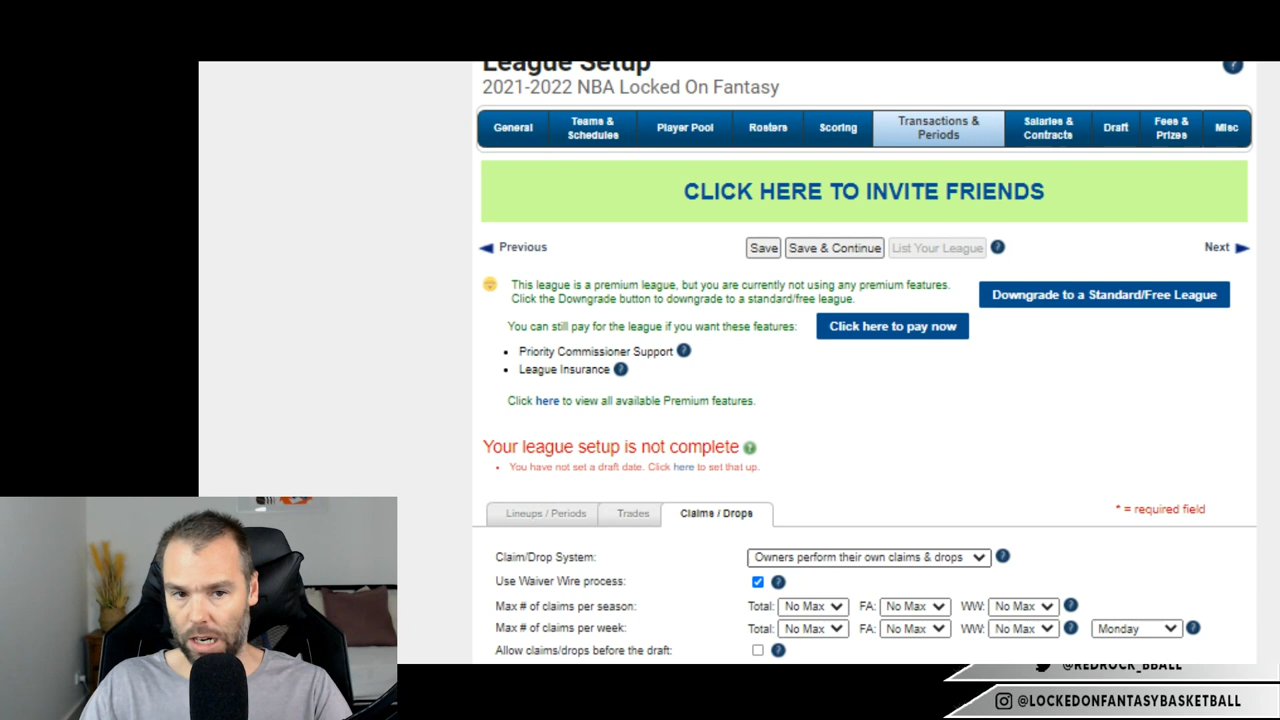 League Setup
2021-2022 NBA Locked On Fantasy
General
Teams & Schedules
Player Pool
Rosters
Scoring
Transactions & Periods
Salaries & Contracts
Draft
Fees & Prizes
Misc
CLICK HERE TO INVITE FRIENDS
Previous
Save
Save & Continue
List Your League
Next
This league is a premium league, but you are currently not using any premium features.
Click the Downgrade button to downgrade to a standard/free league.
Downgrade to a Standard/Free League
You can still pay for the league if you want these features:
Click here to pay now
• Priority Commissioner Support
• League Insurance
Click here to view all available Premium features.
Your league setup is not complete
• You have not set a draft date. Click here to set that up.
Lineups / Periods
Trades
Claims / Drops
* = required field
Claim/Drop System: Owners perform their own claims & drops
Use Waiver Wire process:
Max # of claims per season: Total: No Max FA: No Max WW: No Max
Max # of claims per week: Total: No Max FA: No Max WW: No Max Monday
Allow claims/drops before the draft:
@REDROCK_BBALL
@LOCKEDONFANTASYBASKETBALL